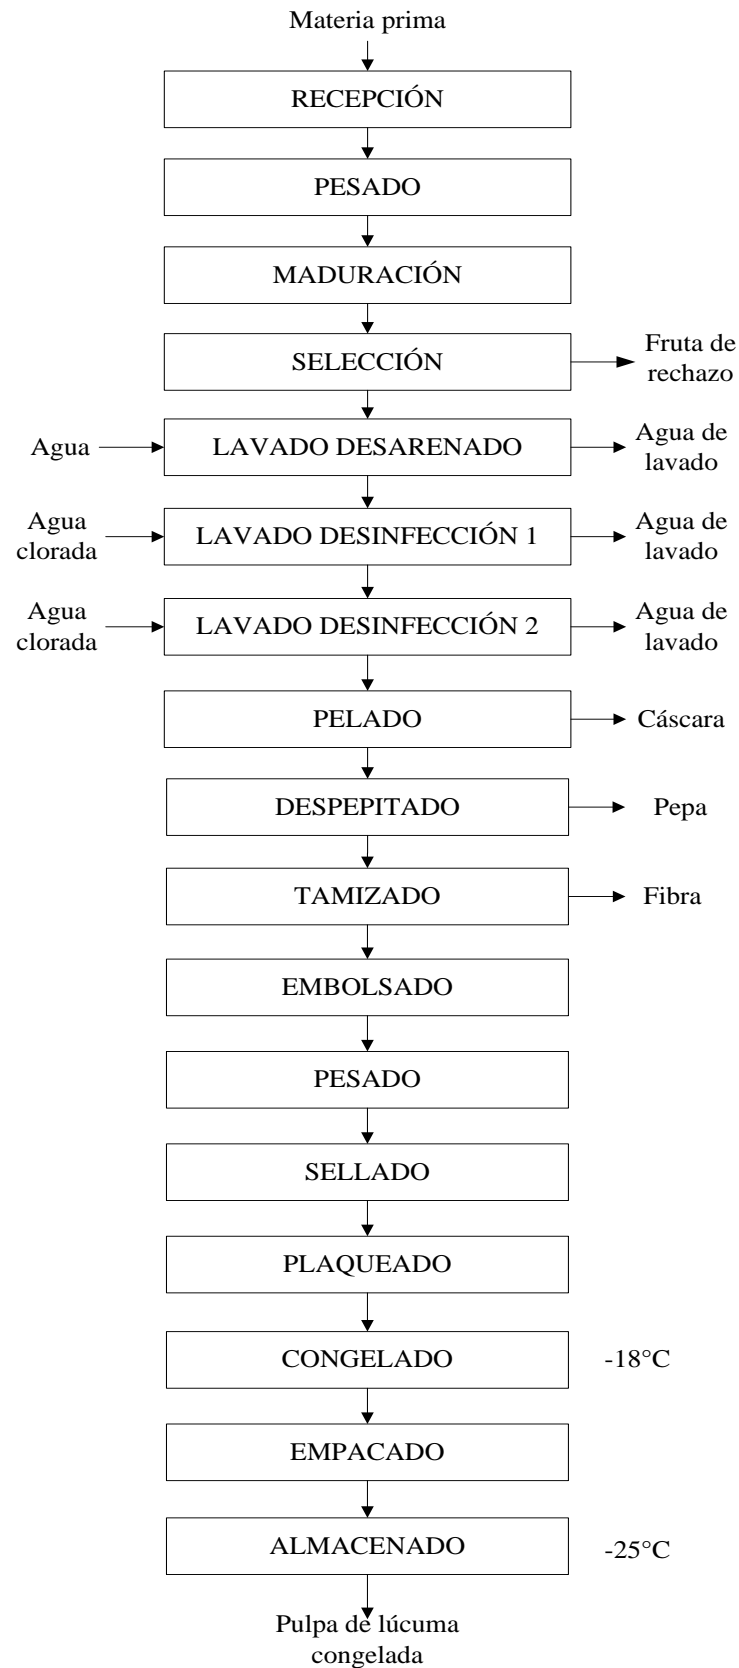 Materia prima
RECEPCIÓN
PESADO
MADURACIÓN
SELECCIÓN
Fruta de
rechazo
Agua
LAVADO DESARENADO
Agua de
lavado
Agua
clorada
LAVADO DESINFECCIÓN 1
Agua de
lavado
Agua
clorada
LAVADO DESINFECCIÓN 2
Agua de
lavado
PELADO
Cáscara
DESPEPITADO
Pepa
TAMIZADO
Fibra
EMBOLSADO
PESADO
SELLADO
PLAQUEADO
CONGELADO
-18°C
EMPACADO
ALMACENADO
-25°C
Pulpa de lúcuma
congelada